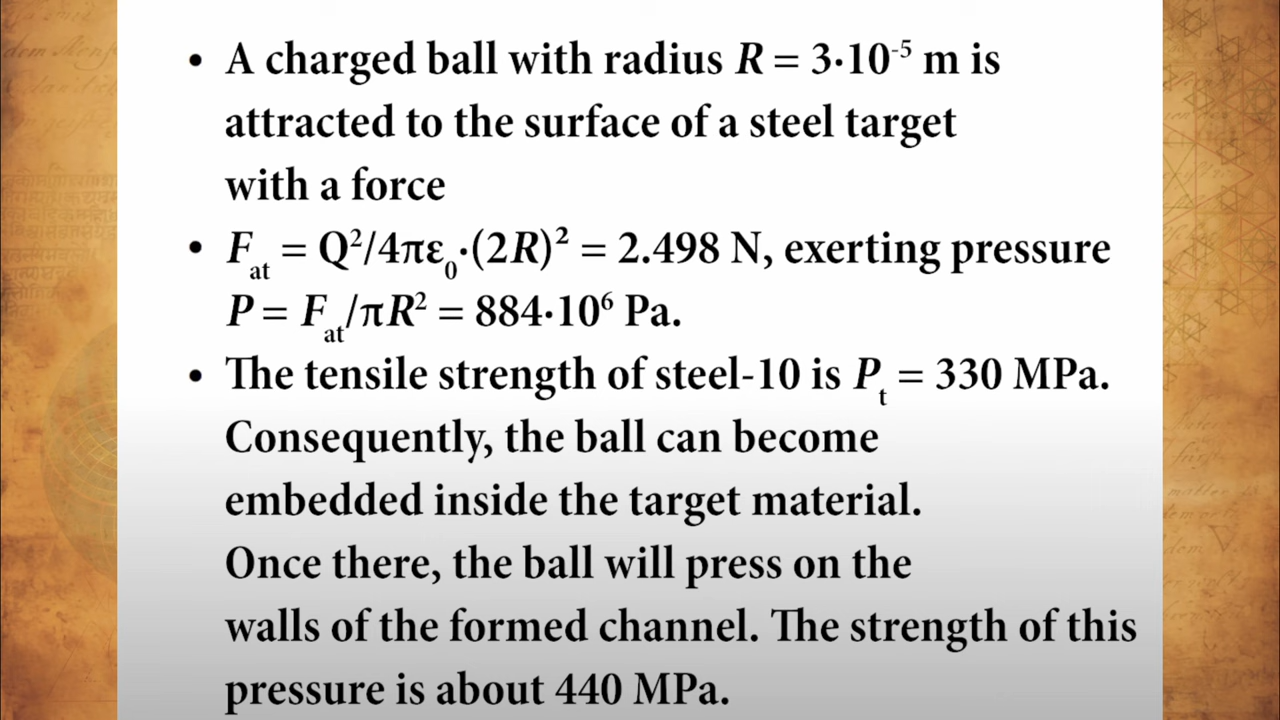 • A charged ball with radius R = 3·10⁻⁵ m is
attracted to the surface of a steel target
with a force
• Fₐₜ = Q²/4πε₀·(2R)² = 2.498 N, exerting pressure
P = Fₐₜ/πR² = 884·10⁶ Pa.
• The tensile strength of steel-10 is Pₜ = 330 MPa.
Consequently, the ball can become
embedded inside the target material.
Once there, the ball will press on the
walls of the formed channel. The strength of this
pressure is about 440 MPa.